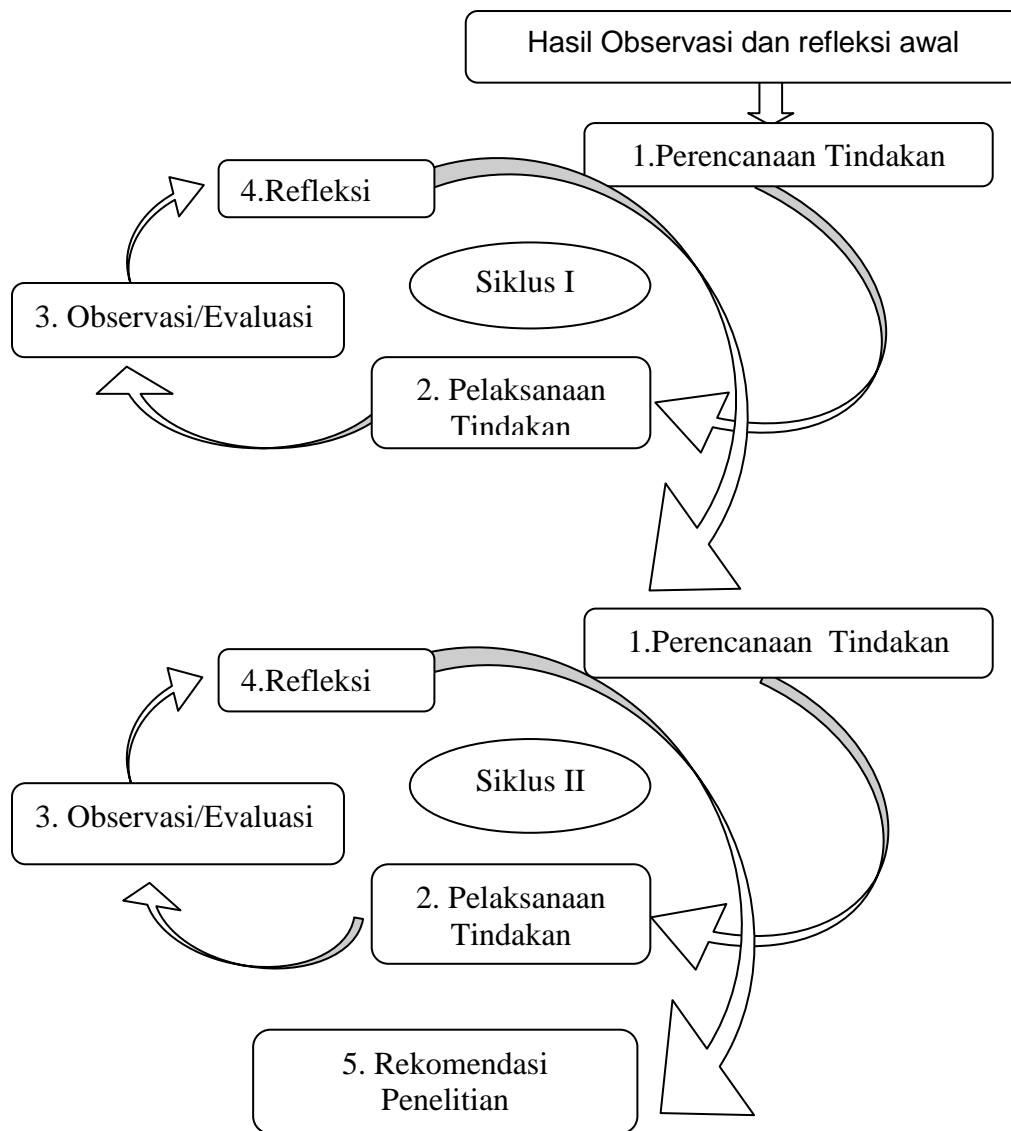 Hasil Observasi dan refleksi awal
1.Perencanaan Tindakan
4.Refleksi
Siklus I
3. Observasi/Evaluasi
2. Pelaksanaan
Tindakan
1.Perencanaan Tindakan
4.Refleksi
Siklus II
3. Observasi/Evaluasi
2. Pelaksanaan
Tindakan
5. Rekomendasi
Penelitian